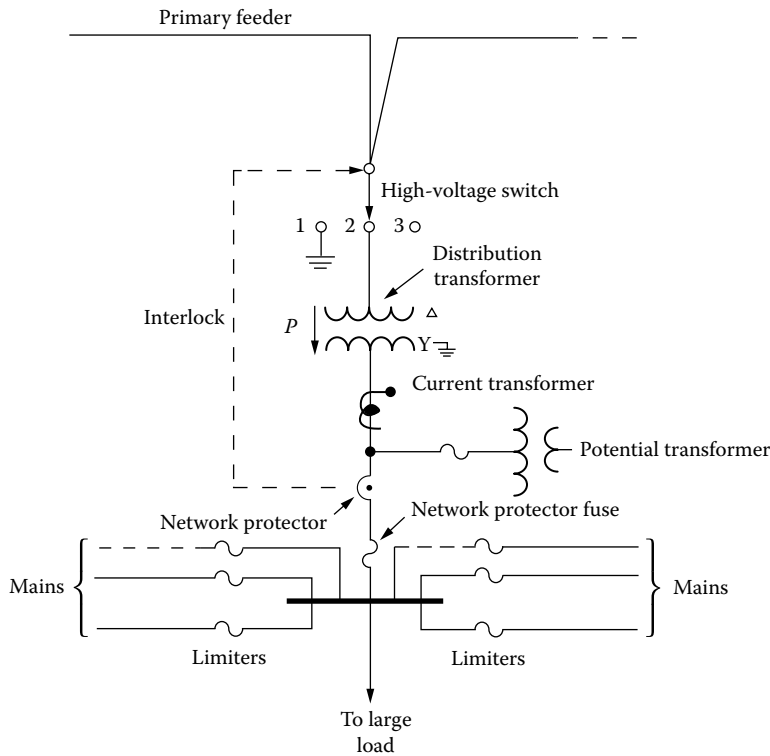 Primary feeder
High-voltage switch
1
2
3
Distribution
transformer
Interlock
P
Δ
Y
Current transformer
Potential transformer
Network protector
Network protector fuse
Mains
Mains
Limiters
Limiters
To large
load